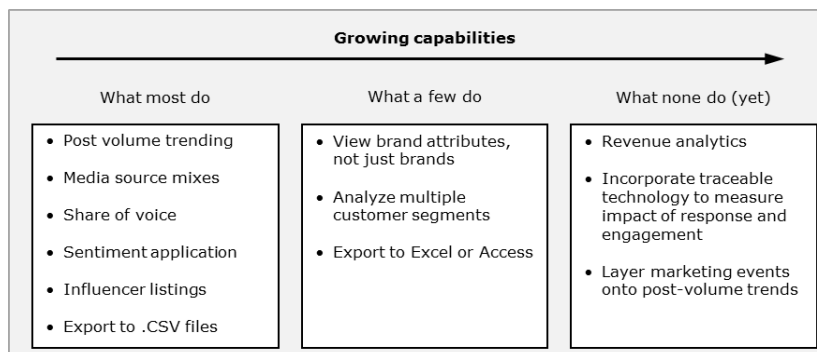 Growing capabilities
What most do
• Post volume trending
• Media source mixes
• Share of voice
• Sentiment application
• Influencer listings
• Export to .CSV files
What a few do
• View brand attributes,
not just brands
• Analyze multiple
customer segments
• Export to Excel or Access
What none do (yet)
• Revenue analytics
• Incorporate traceable
technology to measure
impact of response and
engagement
• Layer marketing events
onto post-volume trends